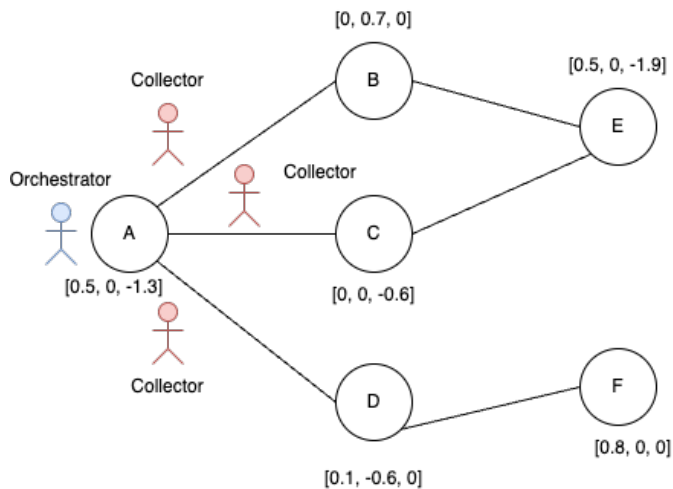 [0, 0.7, 0]
Collector
B
[0.5, 0, -1.9]
E
Orchestrator
Collector
A
C
[0.5, 0, -1.3]
[0, 0, -0.6]
Collector
D
F
[0.8, 0, 0]
[0.1, -0.6, 0]